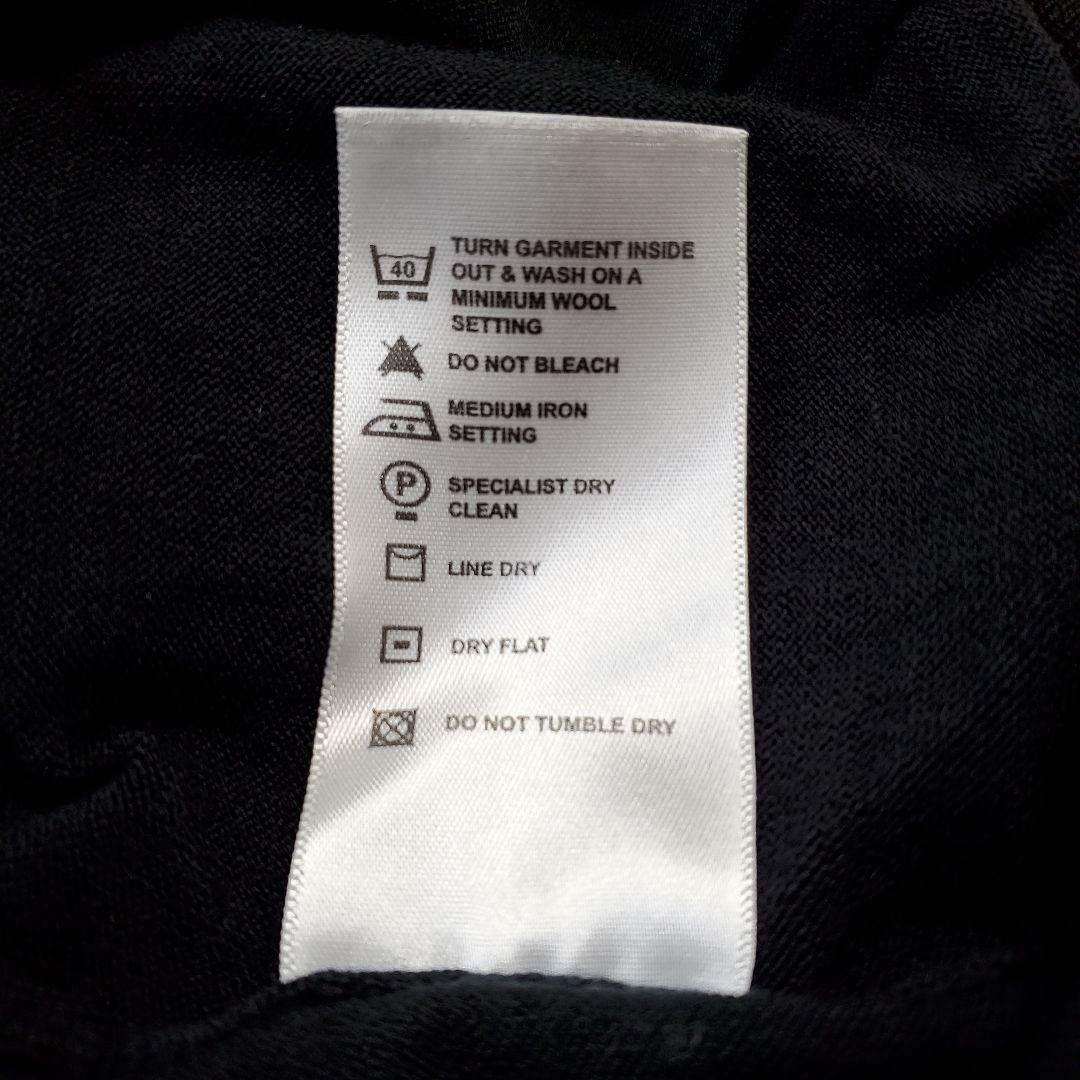 40
TURN GARMENT INSIDE
OUT & WASH ON A
MINIMUM WOOL
SETTING
DO NOT BLEACH
MEDIUM IRON
SETTING
P
SPECIALIST DRY
CLEAN
LINE DRY
DRY FLAT
DO NOT TUMBLE DRY